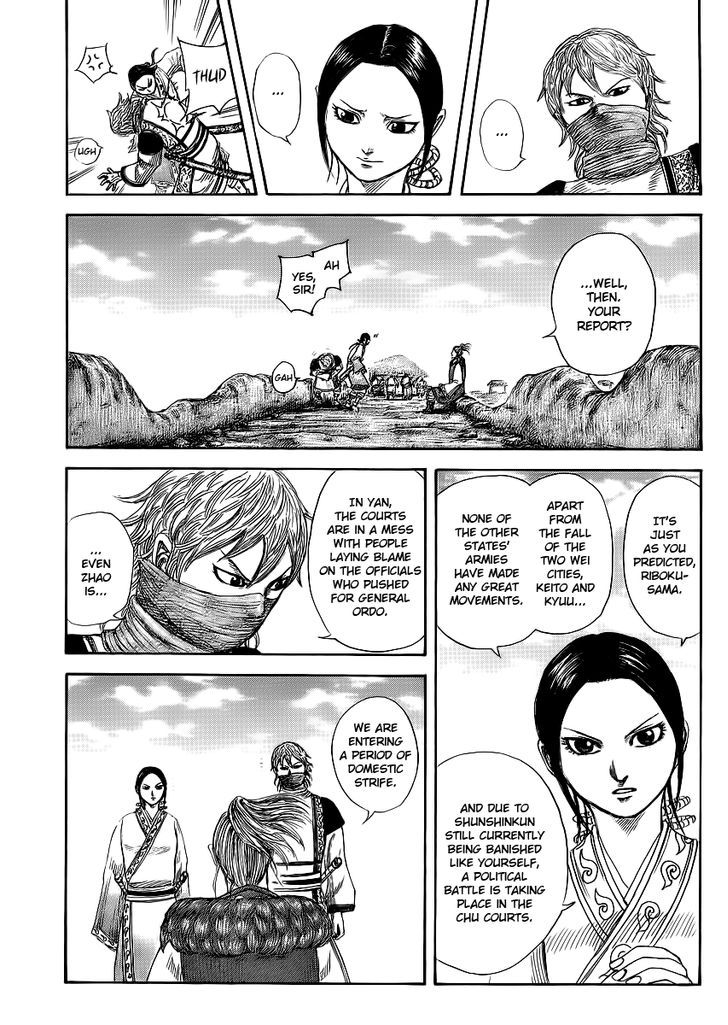 ...
...
THUD
UGH
...WELL,
THEN.
YOUR
REPORT?
AH
YES,
SIR!
GAH
IT'S
JUST
AS YOU
PREDICTED,
RIBOKU-
SAMA.
APART
FROM
THE FALL
OF THE
TWO WEI
CITIES,
KEITO AND
KYUU...
NONE OF
THE OTHER
STATES'
ARMIES
HAVE MADE
ANY GREAT
MOVEMENTS.
AND DUE TO
SHUNSHINKUN
STILL CURRENTLY
BEING BANISHED
LIKE YOURSELF,
A POLITICAL
BATTLE IS TAKING
PLACE IN THE
CHU COURTS.
IN YAN,
THE COURTS
ARE IN A MESS
WITH PEOPLE
LAYING BLAME
ON THE OFFICIALS
WHO PUSHED
FOR GENERAL
ORDO.
...
EVEN
ZHAO
IS...
WE ARE
ENTERING
A PERIOD OF
DOMESTIC
STRIFE.